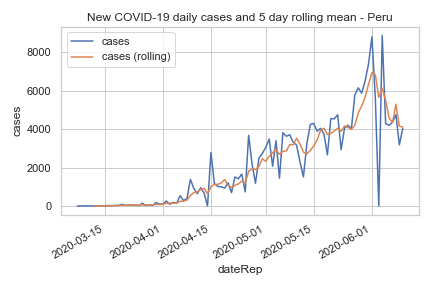 New COVID-19 daily cases and 5 day rolling mean - Peru
cases
cases (rolling)
8000
6000
4000
2000
0
cases
2020-03-15
2020-04-01
2020-04-15
2020-05-01
2020-05-15
2020-06-01
dateRep